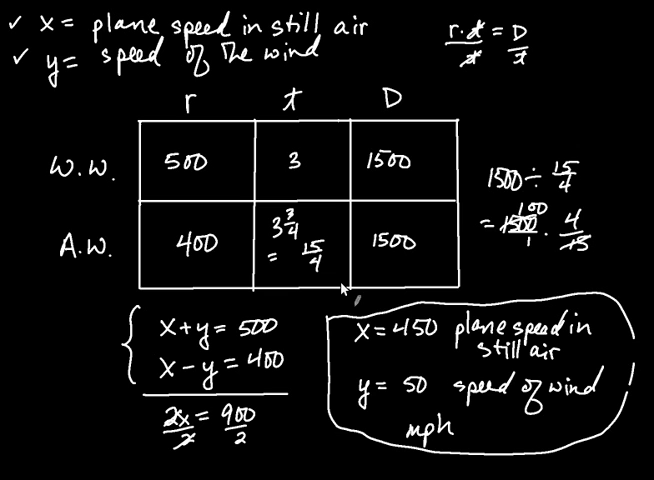 ✓ x = plane speed in still air
✓ y = speed of the wind
r·t/t = D/t
r t D
W.W. 500 3 1500
A.W. 400 3 3/4 = 15/4 1500
1500 ÷ 15/4
= 1500/1 100 · 4/15
x + y = 500
x - y = 400
2x/2 = 900/2
x = 450 plane speed in
still air
y = 50 speed of wind
mph